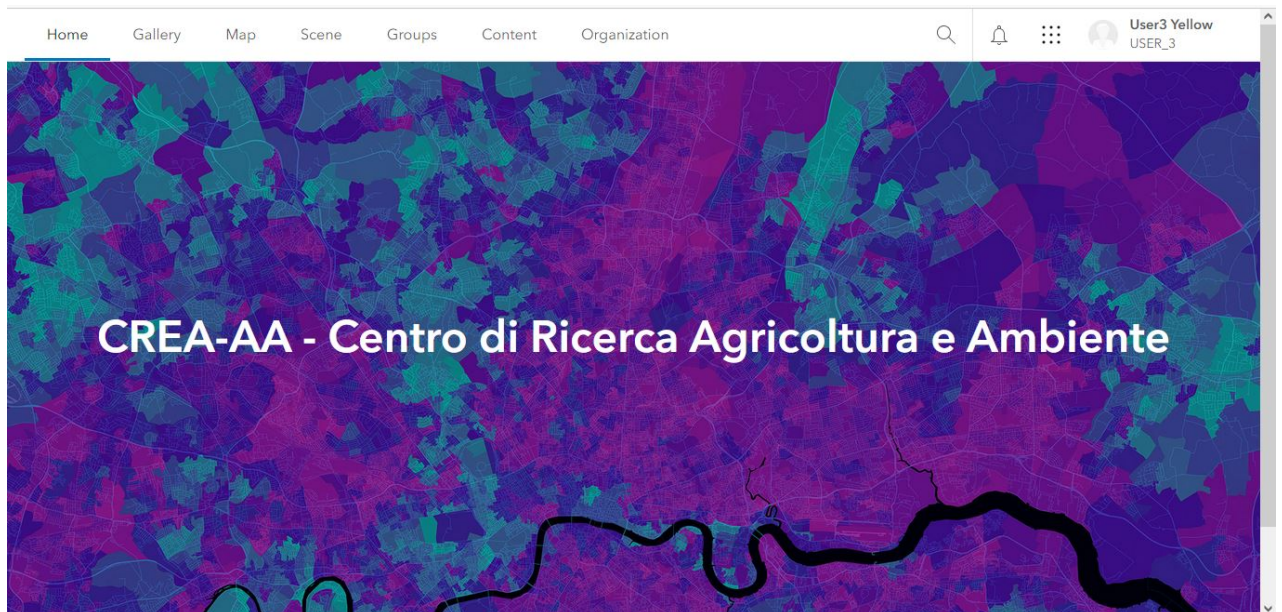 Home Gallery Map Scene Groups Content Organization
User3 Yellow
USER_3
CREA-AA - Centro di Ricerca Agricoltura e Ambiente